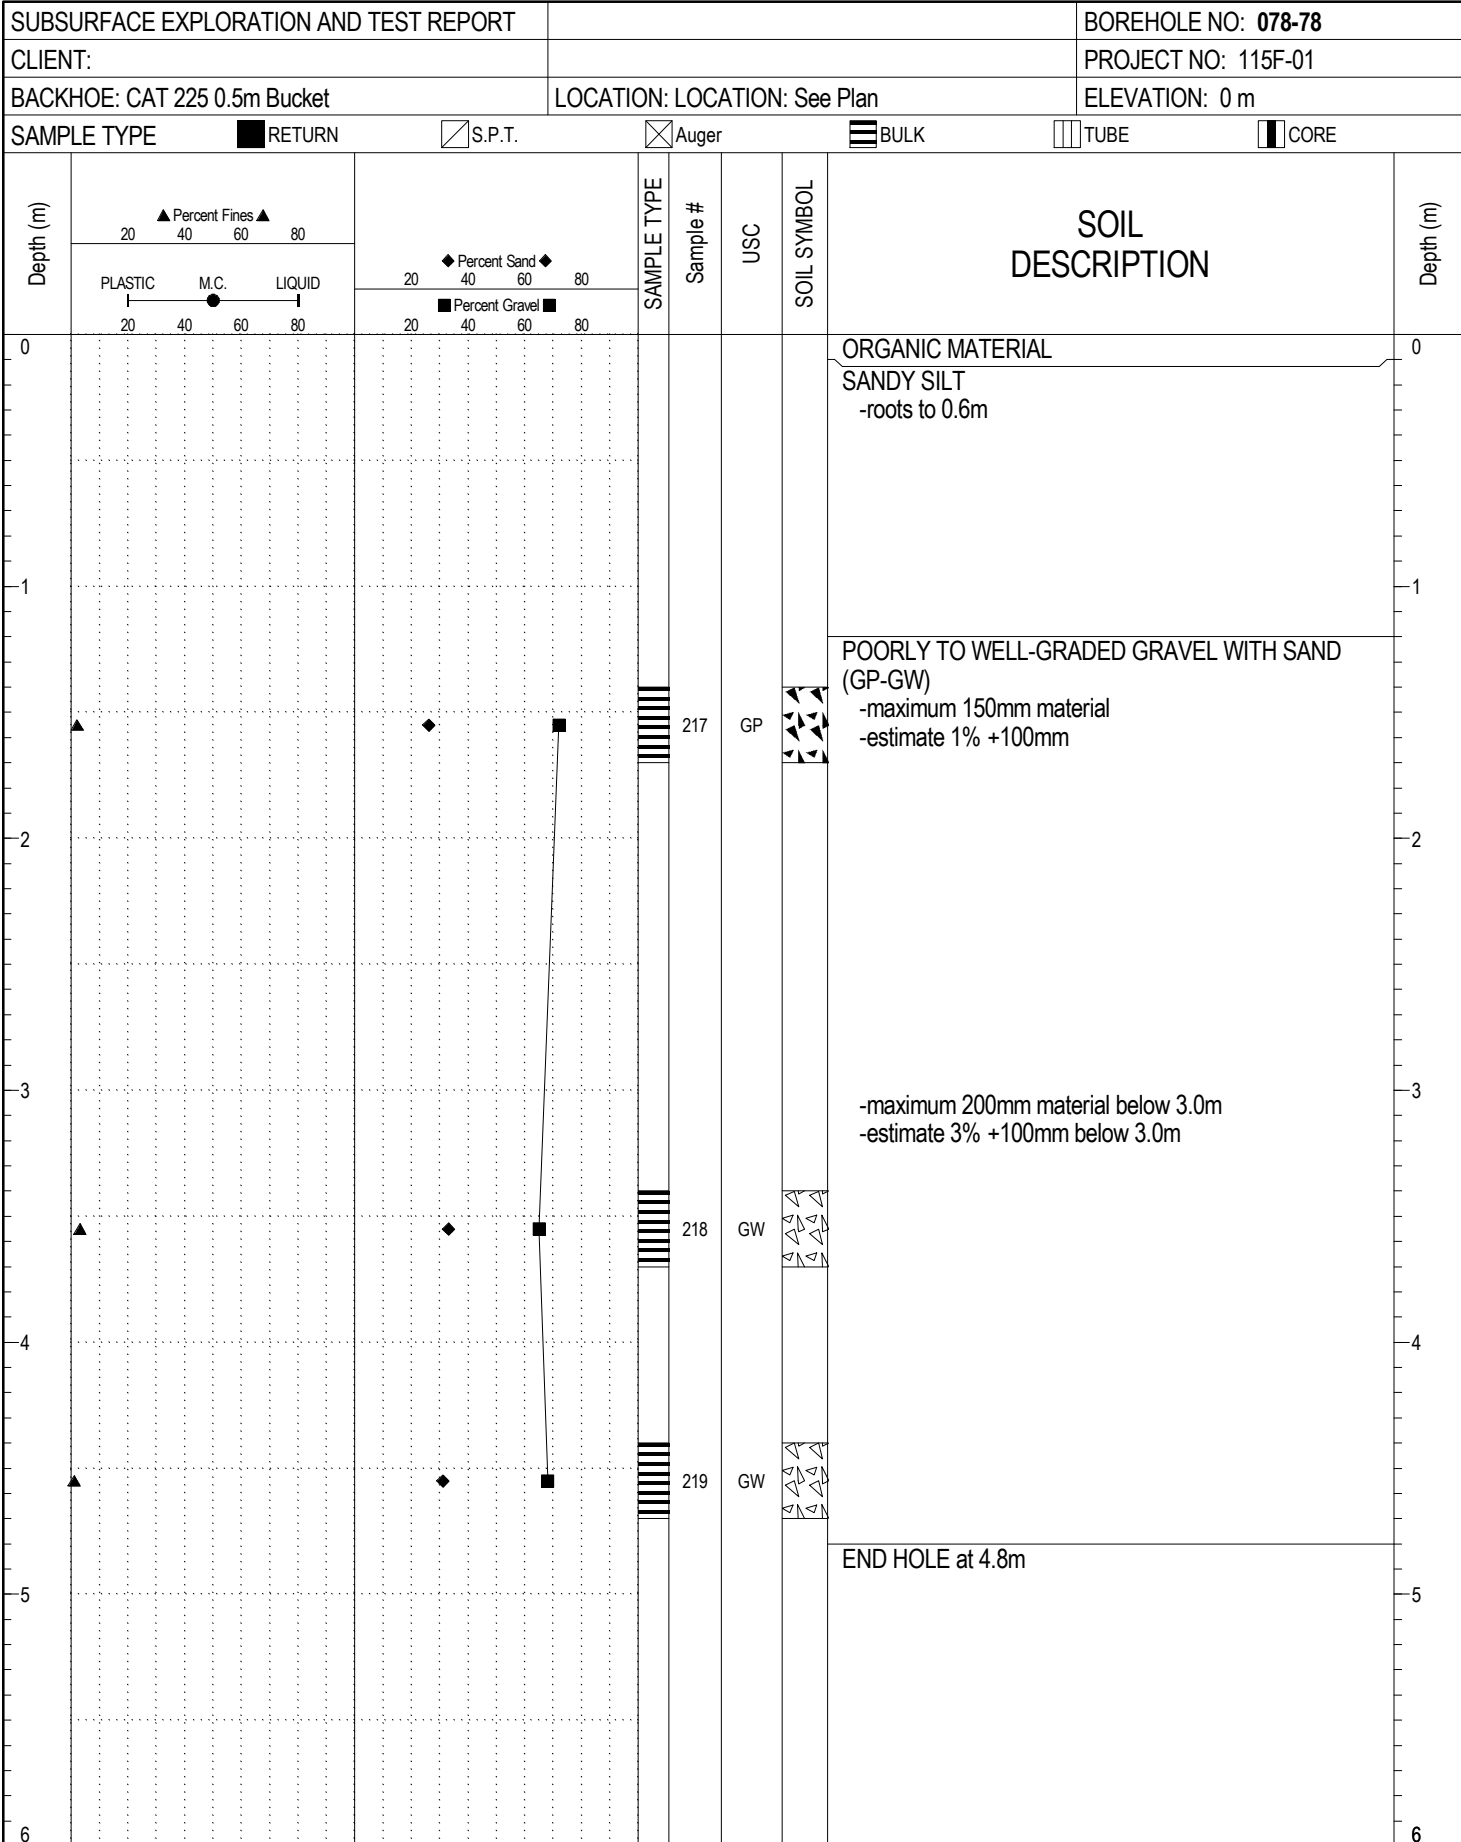 SUBSURFACE EXPLORATION AND TEST REPORT
BOREHOLE NO: 078-78
CLIENT:
PROJECT NO: 115F-01
BACKHOE: CAT 225 0.5m Bucket
LOCATION: LOCATION: See Plan
ELEVATION: 0 m
SAMPLE TYPE
RETURN
S.P.T.
Auger
BULK
TUBE
CORE
Depth (m)
Percent Fines
20 40 60 80
PLASTIC M.C. LIQUID
20 40 60 80
Percent Sand
20 40 60 80
Percent Gravel
20 40 60 80
SAMPLE TYPE
Sample #
USC
SOIL SYMBOL
SOIL
DESCRIPTION
Depth (m)
0
ORGANIC MATERIAL
0
SANDY SILT
-roots to 0.6m
1
1
POORLY TO WELL-GRADED GRAVEL WITH SAND
(GP-GW)
-maximum 150mm material
217 GP
-estimate 1% +100mm
2
2
3
3
-maximum 200mm material below 3.0m
-estimate 3% +100mm below 3.0m
218 GW
4
4
219 GW
END HOLE at 4.8m
5
5
6
6